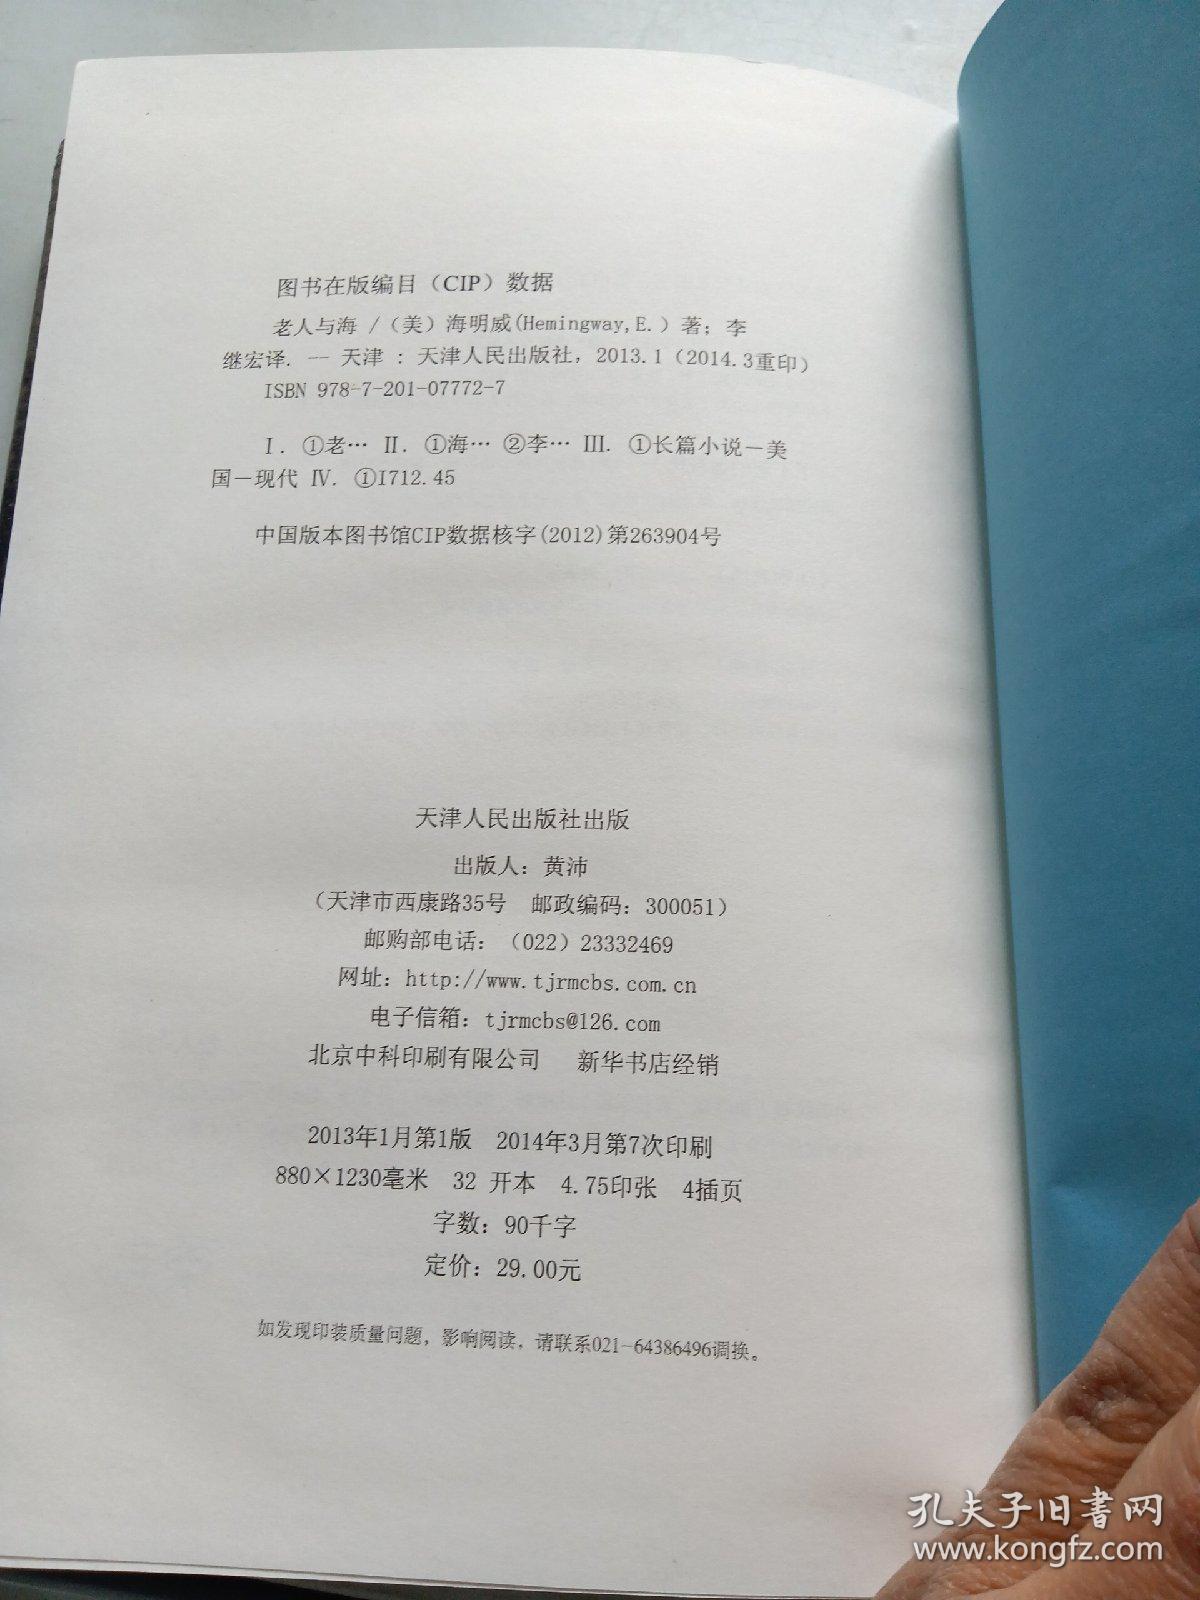 图书在版编目（CIP）数据
老人与海 /（美）海明威(Hemingway,E.）著；李
继宏译. -- 天津 : 天津人民出版社，2013.1（2014.3重印）
ISBN 978-7-201-07772-7
Ⅰ. ①老… Ⅱ. ①海… ②李… Ⅲ. ①长篇小说－美
国－现代 Ⅳ. ①I712.45
中国版本图书馆CIP数据核字(2012)第263904号
天津人民出版社出版
出版人：黄沛
（天津市西康路35号 邮政编码：300051）
邮购部电话：（022）23332469
网址：http://www.tjrmcbs.com.cn
电子信箱：tjrmcbs@126.com
北京中科印刷有限公司 新华书店经销
2013年1月第1版 2014年3月第7次印刷
880×1230毫米 32 开本 4.75印张 4插页
字数：90千字
定价：29.00元
如发现印装质量问题，影响阅读，请联系021-64386496调换。
孔夫子旧书网
www.kongfz.com